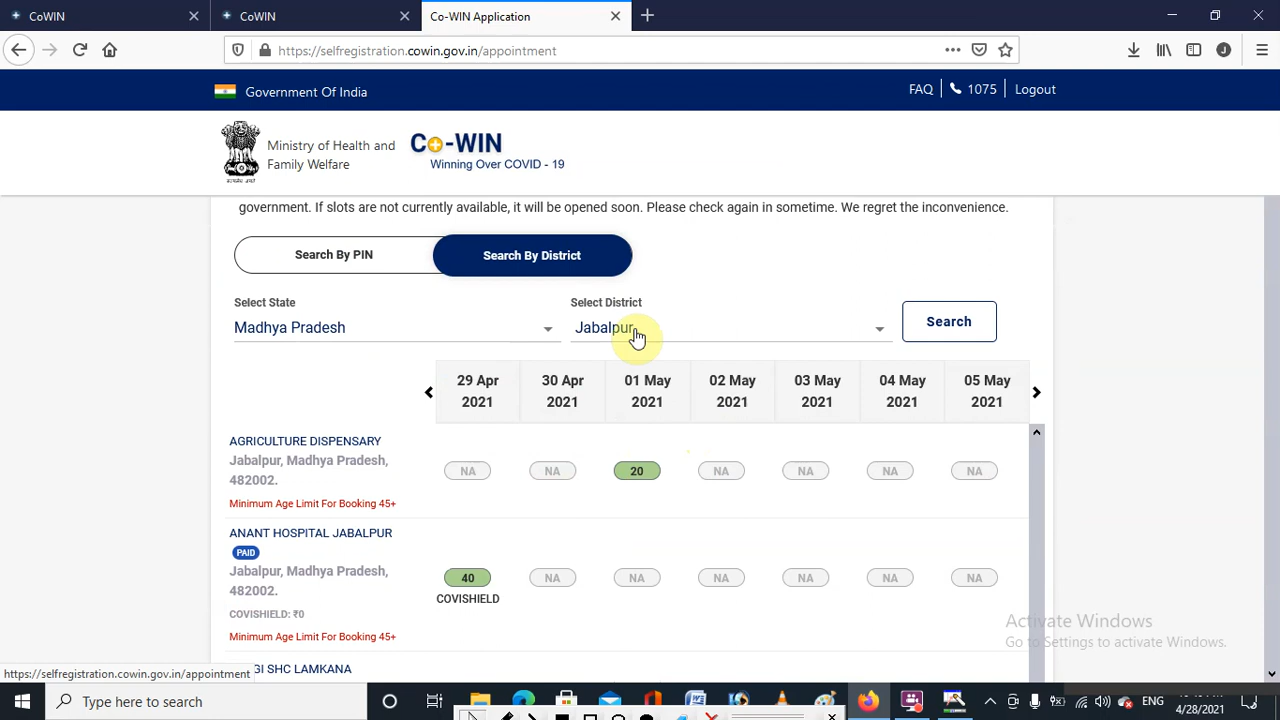 CoWIN
CoWIN
Co-WIN Application
https://selfregistration.cowin.gov.in/appointment
J
Government Of India
FAQ
1075
Logout
Ministry of Health and
Family Welfare
Co-WIN
Winning Over COVID - 19
government. If slots are not currently available, it will be opened soon. Please check again in sometime. We regret the inconvenience.
Search By PIN
Search By District
Select State
Select District
Madhya Pradesh
Jabalpur
Search
29 Apr 2021
30 Apr 2021
01 May 2021
02 May 2021
03 May 2021
04 May 2021
05 May 2021
AGRICULTURE DISPENSARY
Jabalpur, Madhya Pradesh,
482002.
Minimum Age Limit For Booking 45+
NA NA 20 NA NA NA NA
ANANT HOSPITAL JABALPUR
PAID
Jabalpur, Madhya Pradesh,
482002.
COVISHIELD: ₹0
Minimum Age Limit For Booking 45+
40 NA NA NA NA NA NA
COVISHIELD
SHC LAMKANA
Activate Windows
Go to Settings to activate Windows.
https://selfregistration.cowin.gov.in/appointment
Type here to search
ENG
4/28/2021